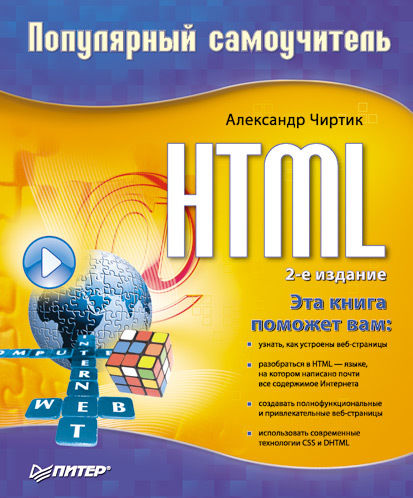 Популярный самоучитель
Александр Чиртик
HTML
2-е издание
Эта книга
поможет вам:
узнать, как устроены веб-страницы
разобраться в HTML — языке,
на котором написано почти
все содержимое Интернета
создавать полнофункциональные
и привлекательные веб-страницы
использовать современные
технологии CSS и DHTML
@
COMPUTE
INTERNET
WEB
ПИТЕР®